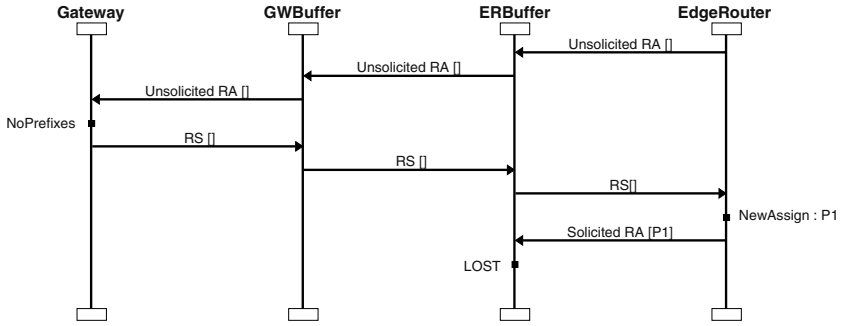 Gateway GWBuffer ERBuffer EdgeRouter
Unsolicited RA []
Unsolicited RA []
Unsolicited RA []
NoPrefixes
RS []
RS []
RS[]
NewAssign : P1
Solicited RA [P1]
LOST